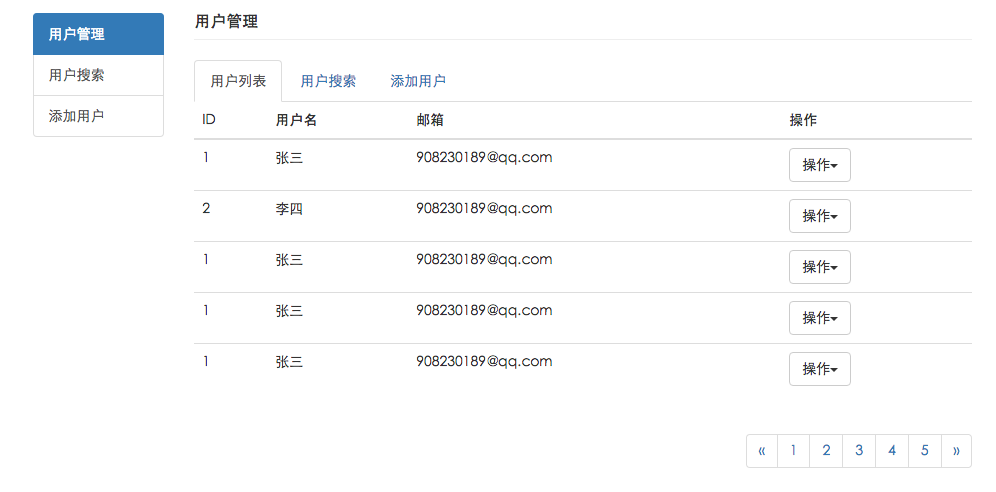 用户管理
用户搜索
添加用户
用户管理
用户列表 用户搜索 添加用户
ID 用户名 邮箱 操作
1 张三 908230189@qq.com 操作
2 李四 908230189@qq.com 操作
1 张三 908230189@qq.com 操作
1 张三 908230189@qq.com 操作
1 张三 908230189@qq.com 操作
« 1 2 3 4 5 »